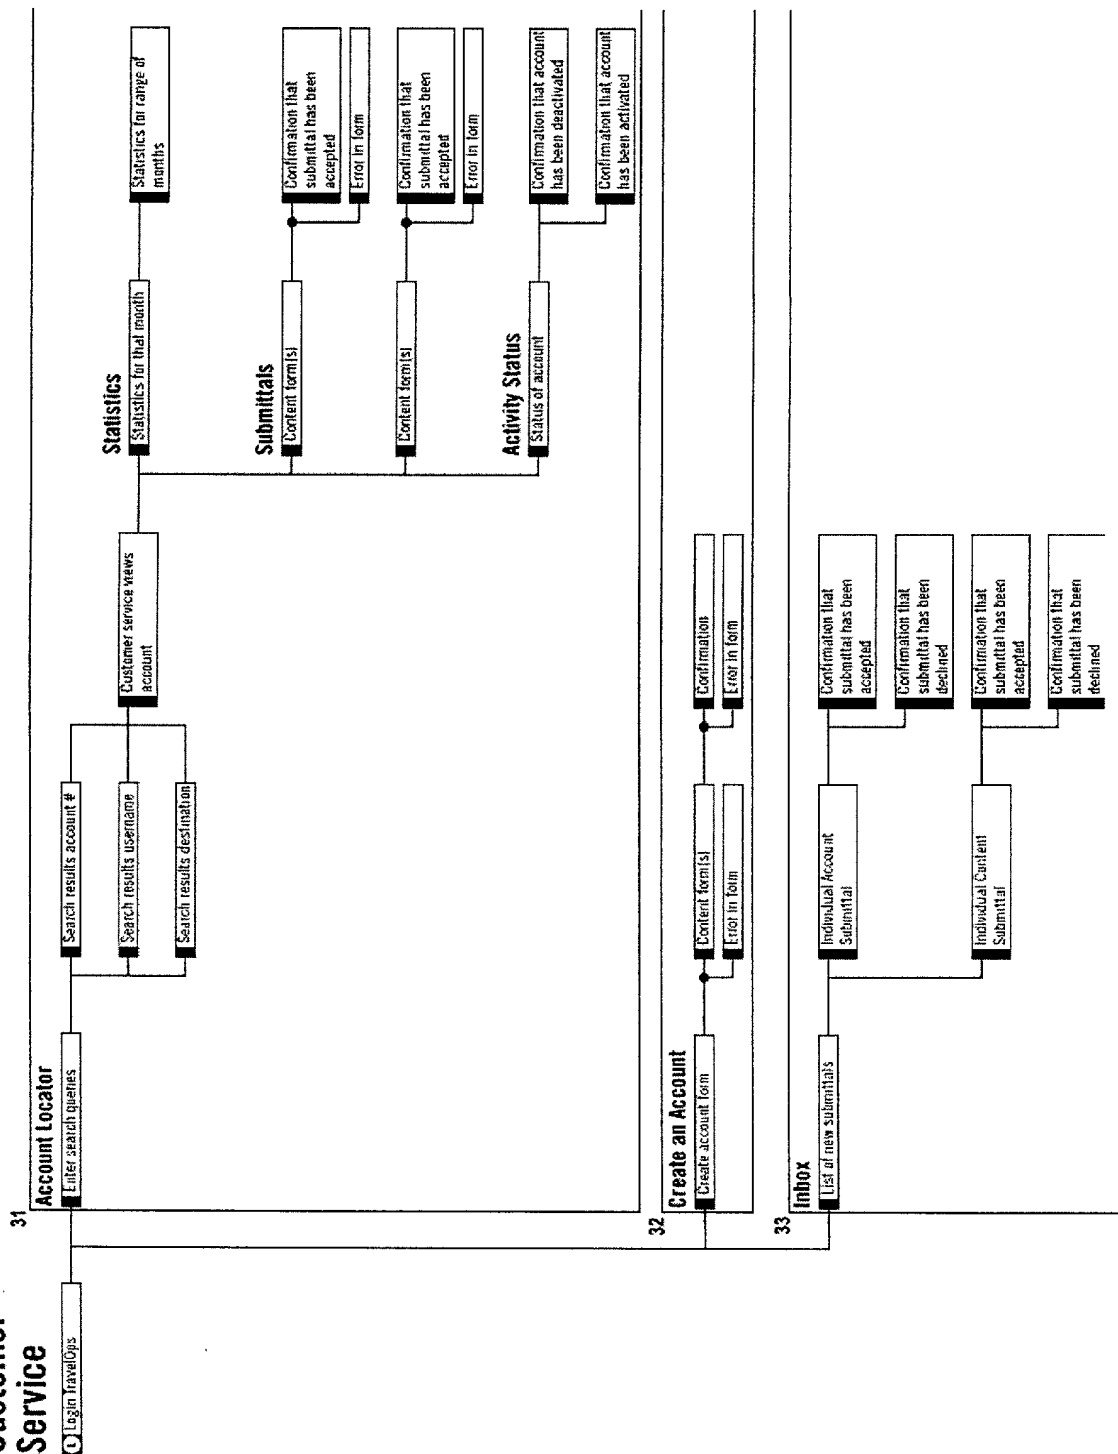 Customer
Service
L Login TravelOps
31
Account Locator
Enter search queries
Search results account #
Search results username
Search results destination
Customer service views
account
Statistics
Statistics for that month
Statistics for range of
months
Submittals
Content form(s)
Confirmation that
submittal has been
accepted
Error in form
Content form(s)
Confirmation that
submittal has been
accepted
Error in form
Activity Status
Status of account
Confirmation that account
has been deactivated
Confirmation that account
has been activated
32
Create an Account
Create account form
Content form(s)
Error in form
Confirmation
Error in form
33
Inbox
List of new submittals
Individual Account
Submittal
Confirmation that
submittal has been
accepted
Confirmation that
submittal has been
declined
Individual Content
Submittal
Confirmation that
submittal has been
accepted
Confirmation that
submittal has been
declined